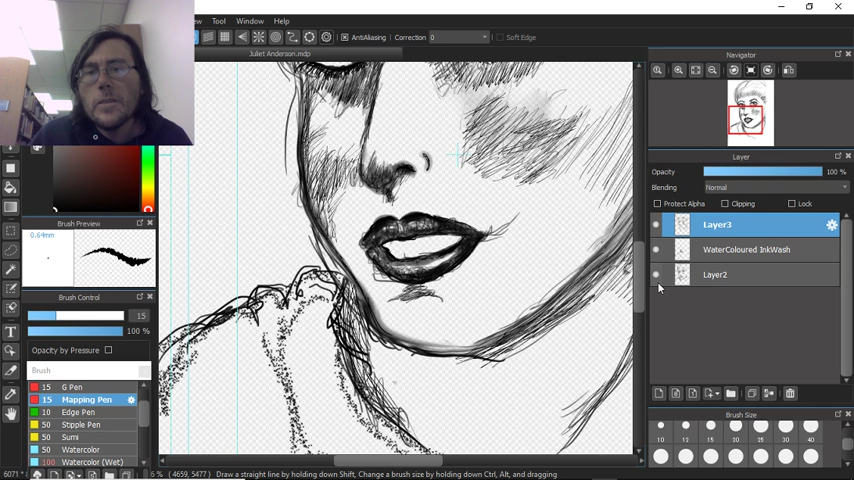 ew Tool Window Help
AntiAliasing Correction 0 Soft Edge
Juliet Anderson.mdp
Navigator
Layer
Opacity 100 %
Blending Normal
Protect Alpha Clipping Lock
Layer3
WaterColoured InkWash
Layer2
Brush Preview
0.64mm
Brush Control
15
100 %
Opacity by Pressure
Brush
15 G Pen
15 Mapping Pen
10 Edge Pen
50 Stipple Pen
50 Sumi
50 Watercolor
100 Watercolor (Wet)
Brush Size
10 12 15 20 25 30 40
6071 * 6 % (4659, 5477) Draw a straight line by holding down Shift, Change a brush size by holding down Ctrl, Alt, and dragging